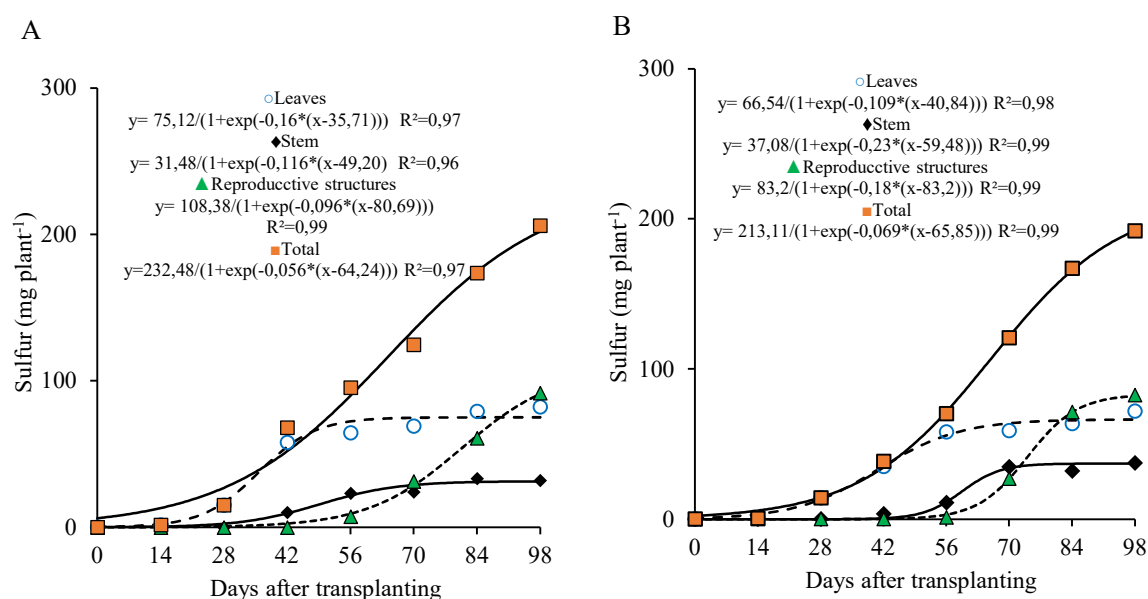 A
300
200
100
0
Sulfur (mg plant-1)
Leaves
y= 75,12/(1+exp(-0,16*(x-35,71))) R²=0,97
Stem
y= 31,48/(1+exp(-0,116*(x-49,20) R²=0,96
Reproducctive structures
y= 108,38/(1+exp(-0,096*(x-80,69)))
R²=0,99
Total
y=232,48/(1+exp(-0,056*(x-64,24))) R²=0,97
0 14 28 42 56 70 84 98
Days after transplanting
B
300
200
100
0
Sulfur (mg plant-1)
Leaves
y= 66,54/(1+exp(-0,109*(x-40,84))) R²=0,98
Stem
y= 37,08/(1+exp(-0,23*(x-59,48))) R²=0,99
Reproducctive structures
y= 83,2/(1+exp(-0,18*(x-83,2))) R²=0,99
Total
y= 213,11/(1+exp(-0,069*(x-65,85))) R²=0,99
0 14 28 42 56 70 84 98
Days after transplanting